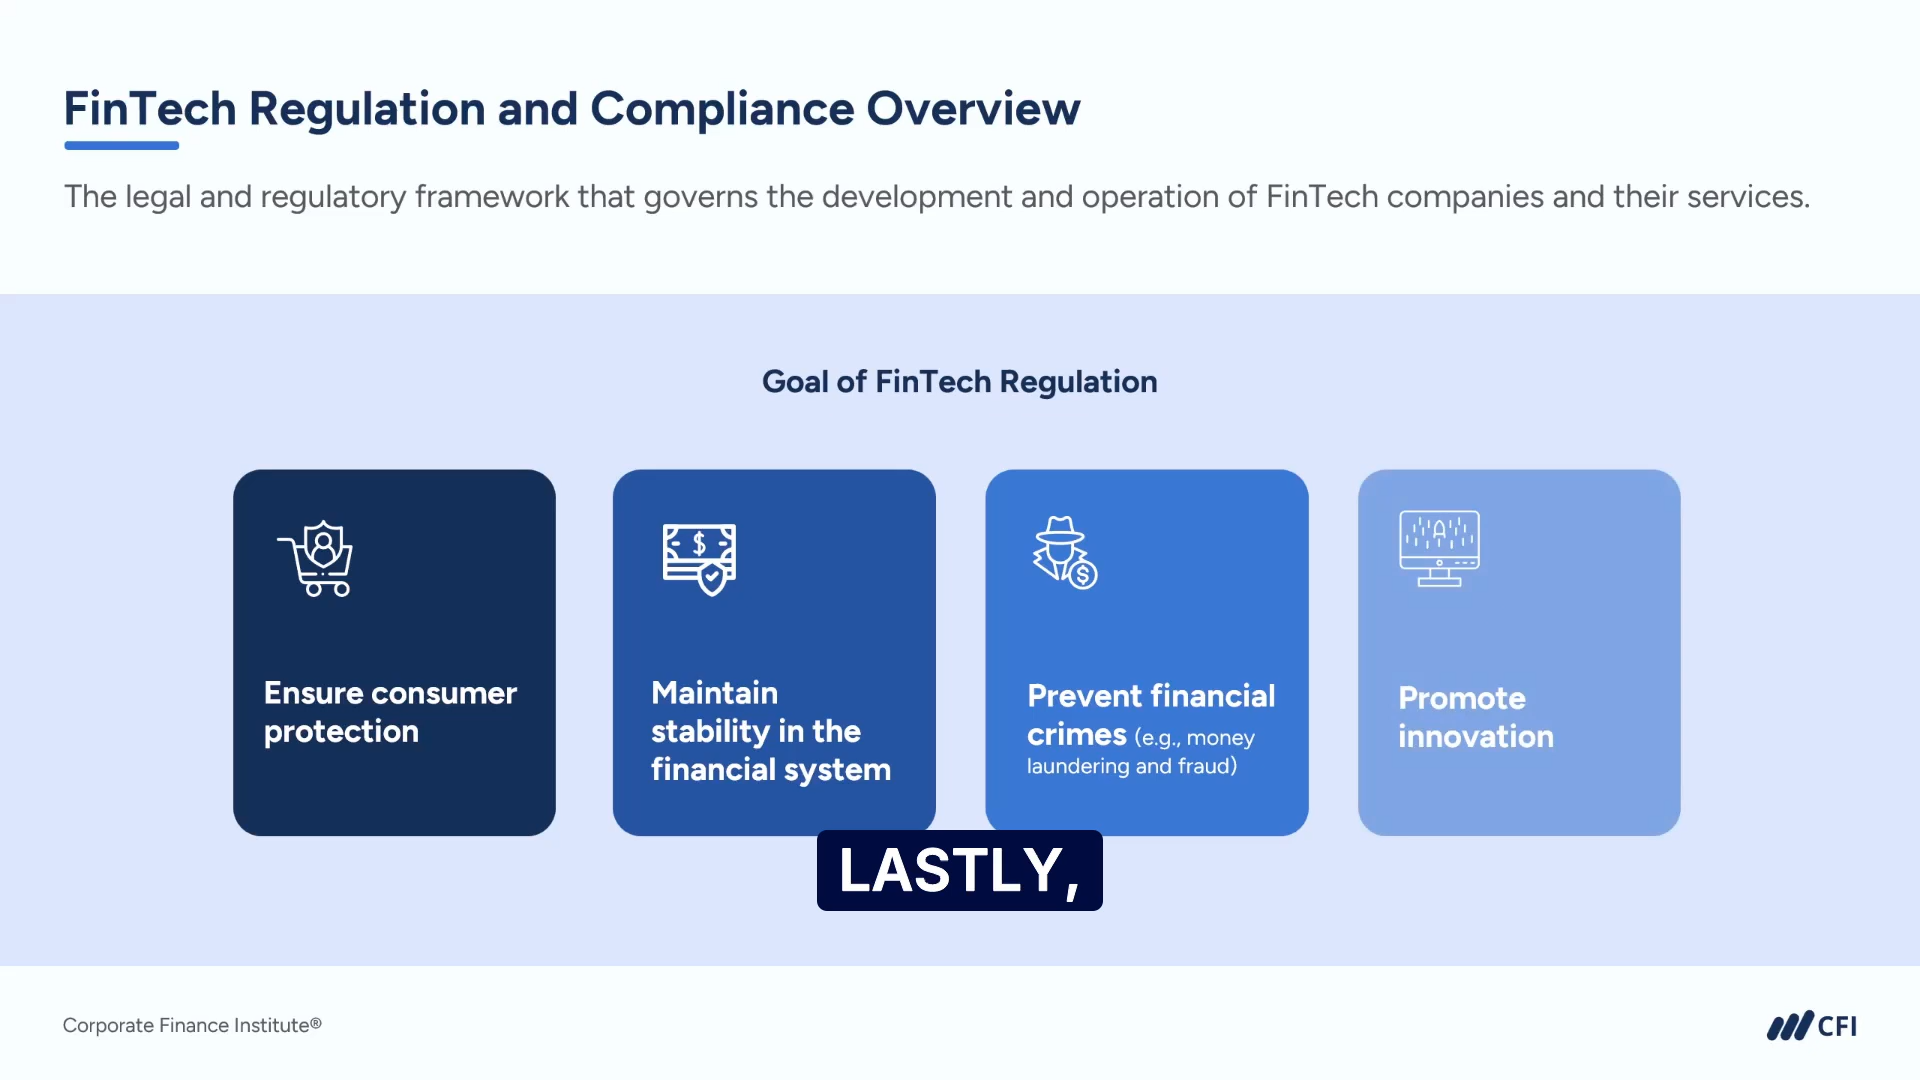 FinTech Regulation and Compliance Overview
The legal and regulatory framework that governs the development and operation of FinTech companies and their services.
Goal of FinTech Regulation
Ensure consumer
protection
$
Maintain
stability in the
financial system
$
Prevent financial
crimes (e.g., money
laundering and fraud)
Promote
innovation
LASTLY,
Corporate Finance Institute®
CFI